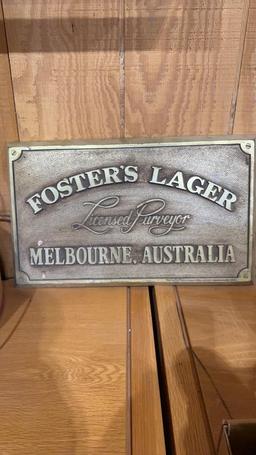 FOSTER'S LAGER
Licensed Purveyor
MELBOURNE, AUSTRALIA